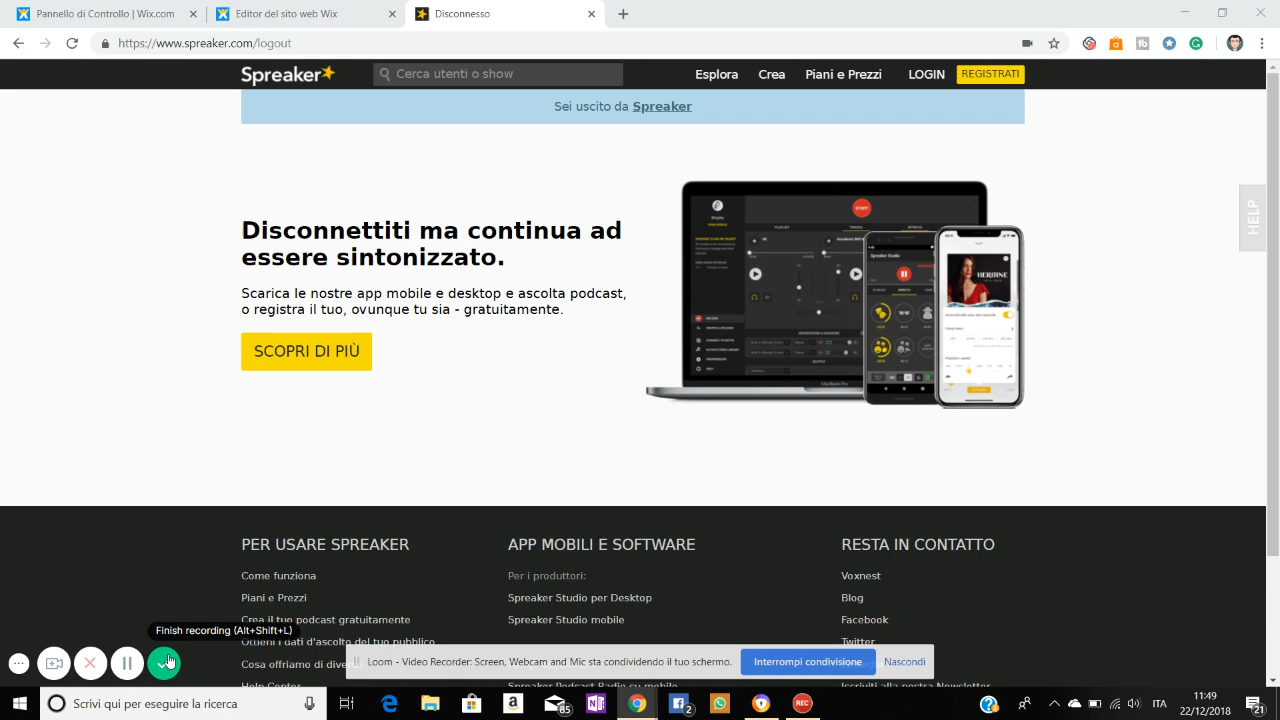 Pannello di Controllo | Wix.com
Editor del sito web Wix
Disconnesso
https://www.spreaker.com/logout
Spreaker
Cerca utenti o show
Esplora
Crea
Piani e Prezzi
LOGIN
REGISTRATI
Sei uscito da Spreaker
HELP
Disconnettiti ma continua ad
essere sintonizzato.
Scarica le nostre app mobile e desktop e ascolta podcast,
o registra il tuo, ovunque tu sia - gratuitamente.
SCOPRI DI PIÙ
START
Spreaker Studio
HEROINE
PER USARE SPREAKER
APP MOBILI E SOFTWARE
RESTA IN CONTATTO
Come funziona
Per i produttori:
Voxnest
Piani e Prezzi
Spreaker Studio per Desktop
Blog
Crea il tuo podcast gratuitamente
Spreaker Studio mobile
Facebook
Finish recording (Alt+Shift+L)
Ottieni i dati d'ascolto del tuo pubblico
Twitter
Cosa offriamo di
Loom - Video Recorder: Screen, Webcam and Mic sta condividendo il tuo schermo.
Interrompi condivisione
Nascondi
Help Center
Spreaker Podcast Radio su mobile
Iscriviti alla nostra Newsletter
Scrivi qui per eseguire la ricerca
85
2
REC
ITA
11:49
22/12/2018
21